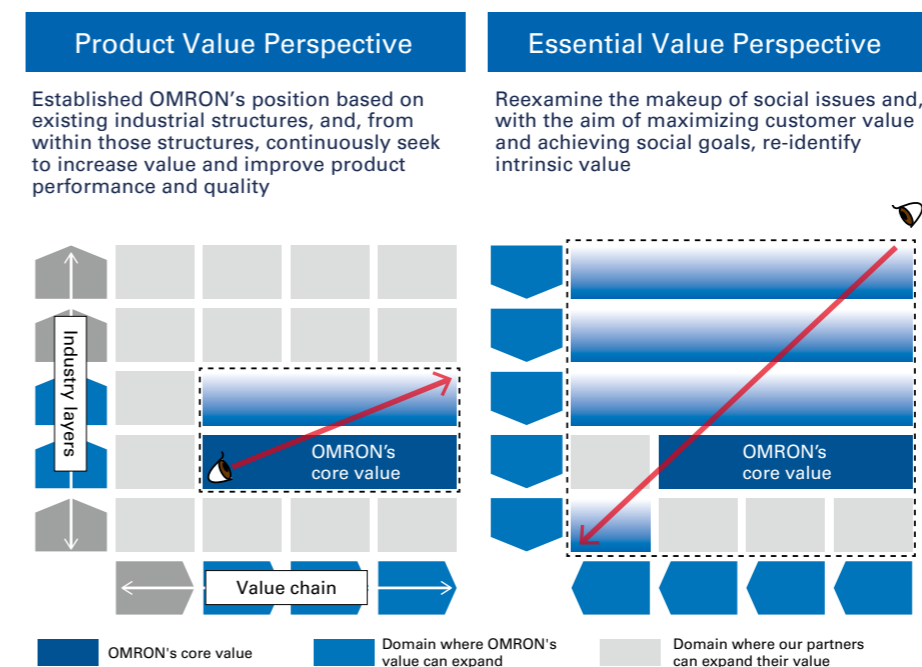 Product Value Perspective
Established OMRON's position based on
existing industrial structures, and, from
within those structures, continuously seek
to increase value and improve product
performance and quality
Industry layers
OMRON's
core value
Value chain
Essential Value Perspective
Reexamine the makeup of social issues and,
with the aim of maximizing customer value
and achieving social goals, re-identify
intrinsic value
OMRON's
core value
OMRON's core value
Domain where OMRON's
value can expand
Domain where our partners
can expand their value